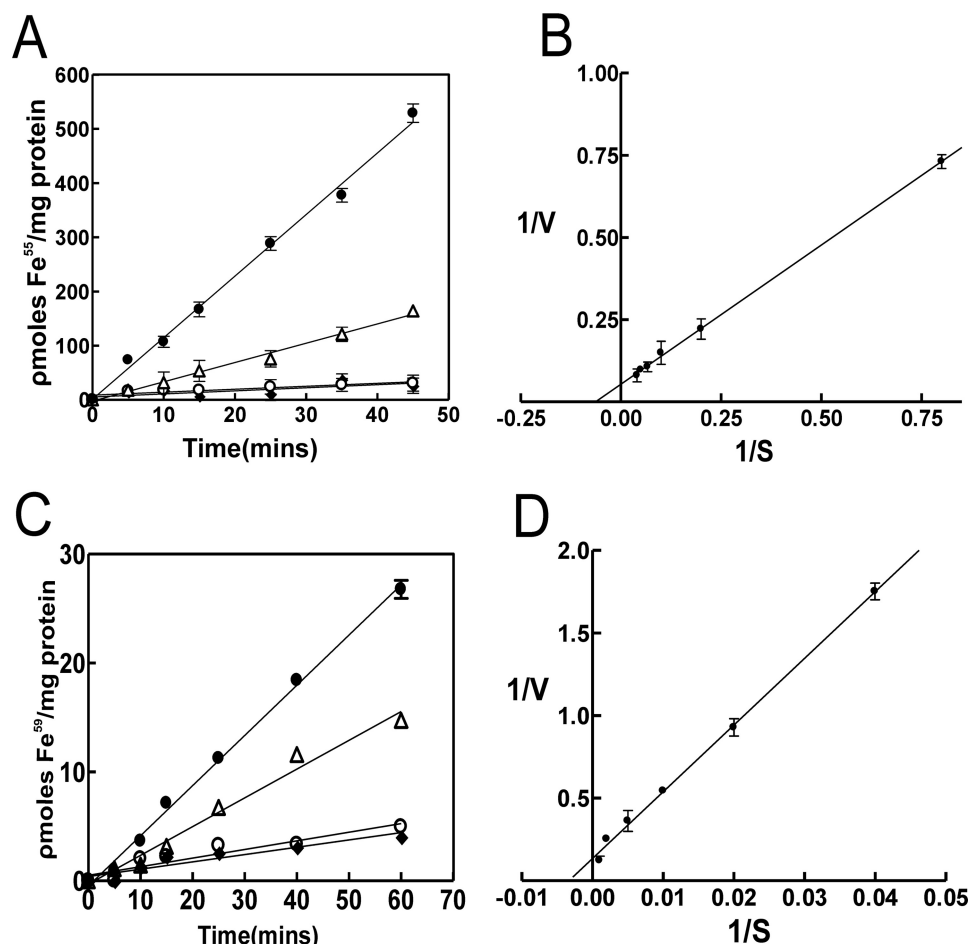 A
600
500
400
300
200
100
0
0 10 20 30 40 50
Time(mins)
ρmoles Fe⁵⁵/mg protein
B
1.00
0.75
0.50
0.25
1/V
-0.25 0.00 0.25 0.50 0.75
1/S
C
30
20
10
0
0 10 20 30 40 50 60 70
Time(mins)
ρmoles Fe⁵⁹/mg protein
D
2.0
1.5
1.0
0.5
1/V
-0.01 0.00 0.01 0.02 0.03 0.04 0.05
1/S